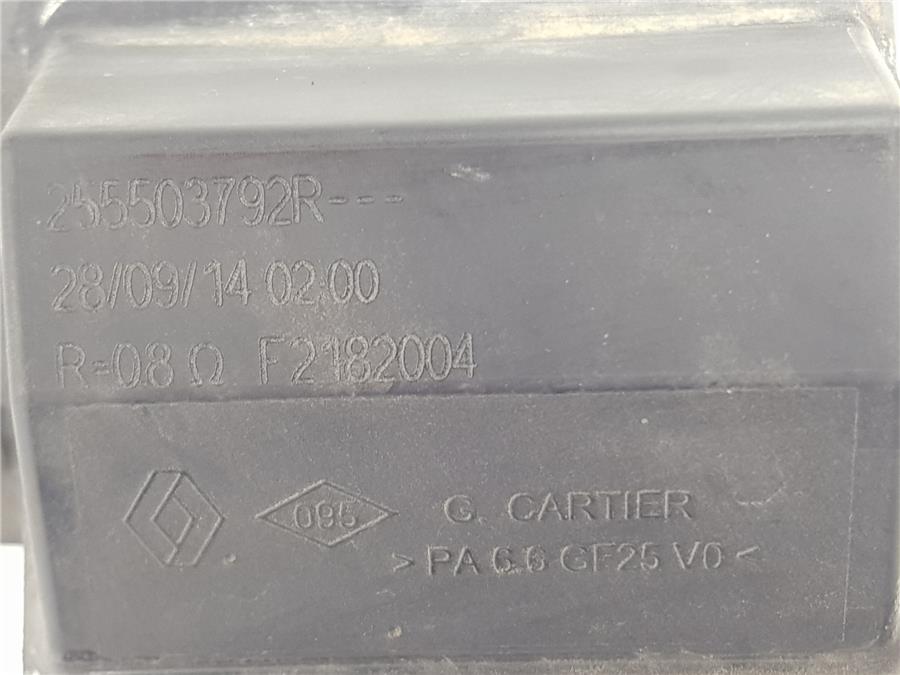 255503792R---
28/09/14 02:00
R=0.8 Ω F2182004
095 G. CARTIER
>PA 6.6 GF25 V0<